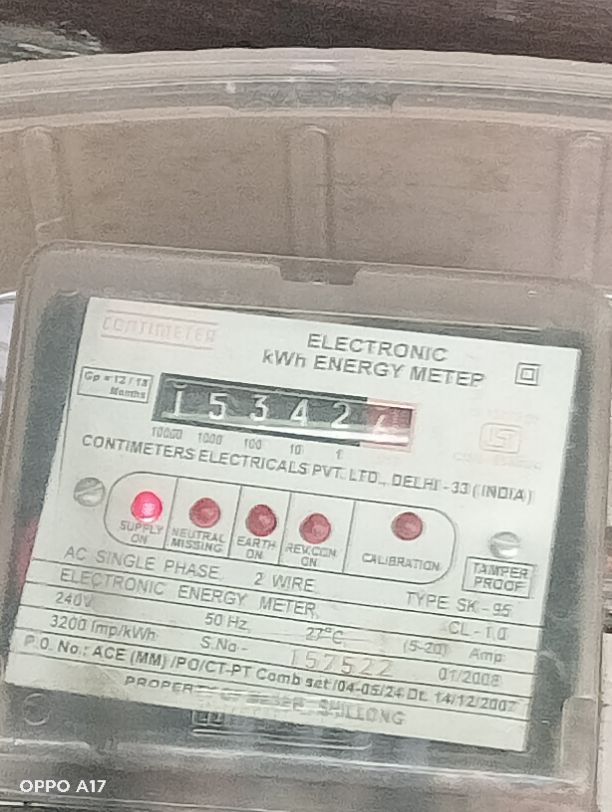 CONTIMETER
ELECTRONIC
kWh ENERGY METER
Gp = 12 / 18
Months
1 5 3 4 2
10000 1000 100 10 1
CONTIMETERS ELECTRICALS PVT. LTD., DELHI - 33 (INDIA)
SUPPLY ON
NEUTRAL MISSING
EARTH ON
REV.CON ON
CALIBRATION
TAMPER PROOF
AC SINGLE PHASE 2 WIRE
TYPE SK - 95
ELECTRONIC ENERGY METER,
CL - 1.0
240V 50 Hz, 27°C, (5-20) Amp
3200 Imp/kWh S.No- 157522 01/2008
P.O. No.: ACE (MM) /PO/CT-PT Comb set /04-05/24 Dt. 14/12/2007
PROPERTY OF SHILLONG
OPPO A17